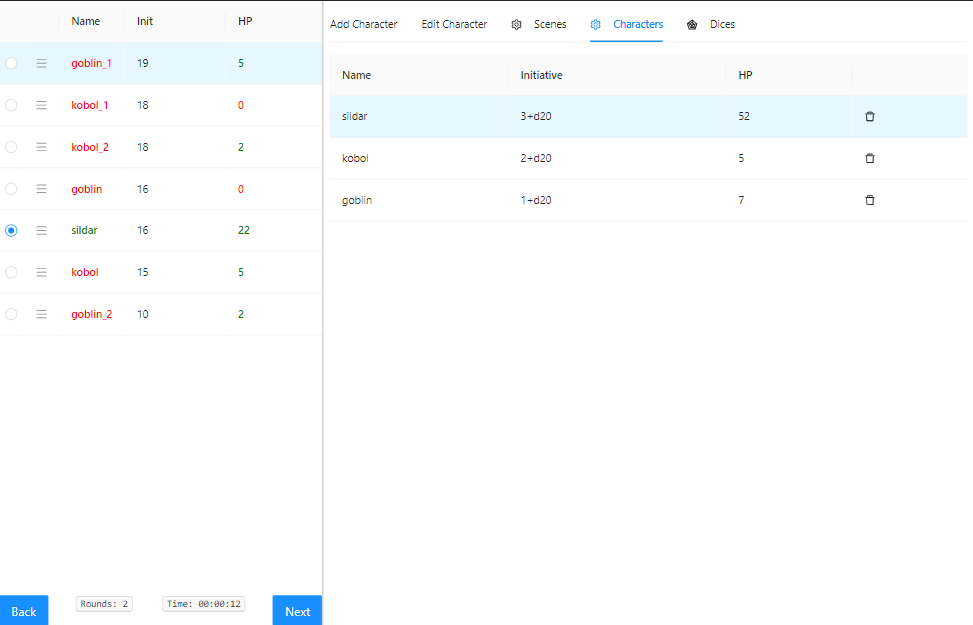 Name Init HP
goblin_1 19 5
kobol_1 18 0
kobol_2 18 2
goblin 16 0
sildar 16 22
kobol 15 5
goblin_2 10 2
Back Rounds: 2 Time: 00:00:12 Next
Add Character Edit Character Scenes Characters Dices
Name Initiative HP
sildar 3+d20 52
kobol 2+d20 5
goblin 1+d20 7